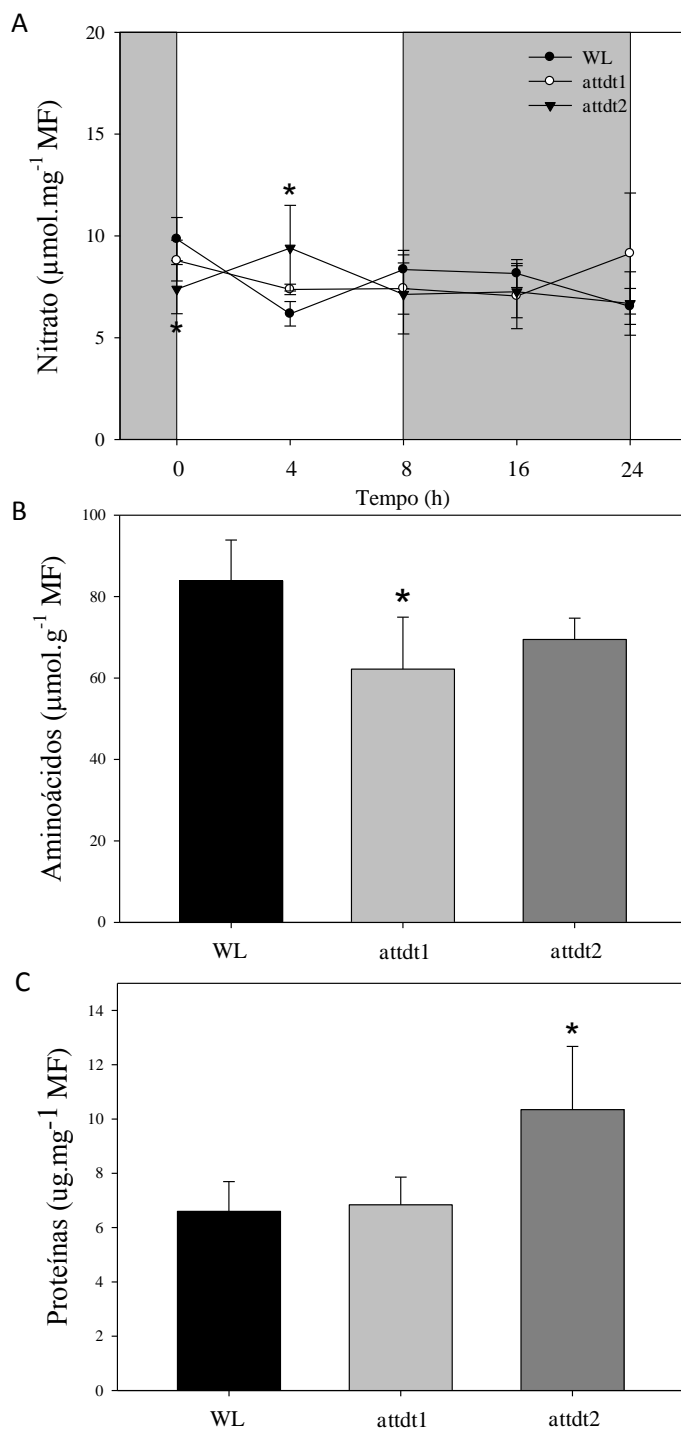 A
Nitrato (µmol.mg⁻¹ MF)
20
15
10
5
0
WL
attdt1
attdt2
*
*
0 4 8 16 24
Tempo (h)
B
Aminoácidos (µmol.g⁻¹ MF)
100
80
60
40
20
0
*
WL attdt1 attdt2
C
Proteínas (ug.mg⁻¹ MF)
14
12
10
8
6
4
2
0
*
WL attdt1 attdt2